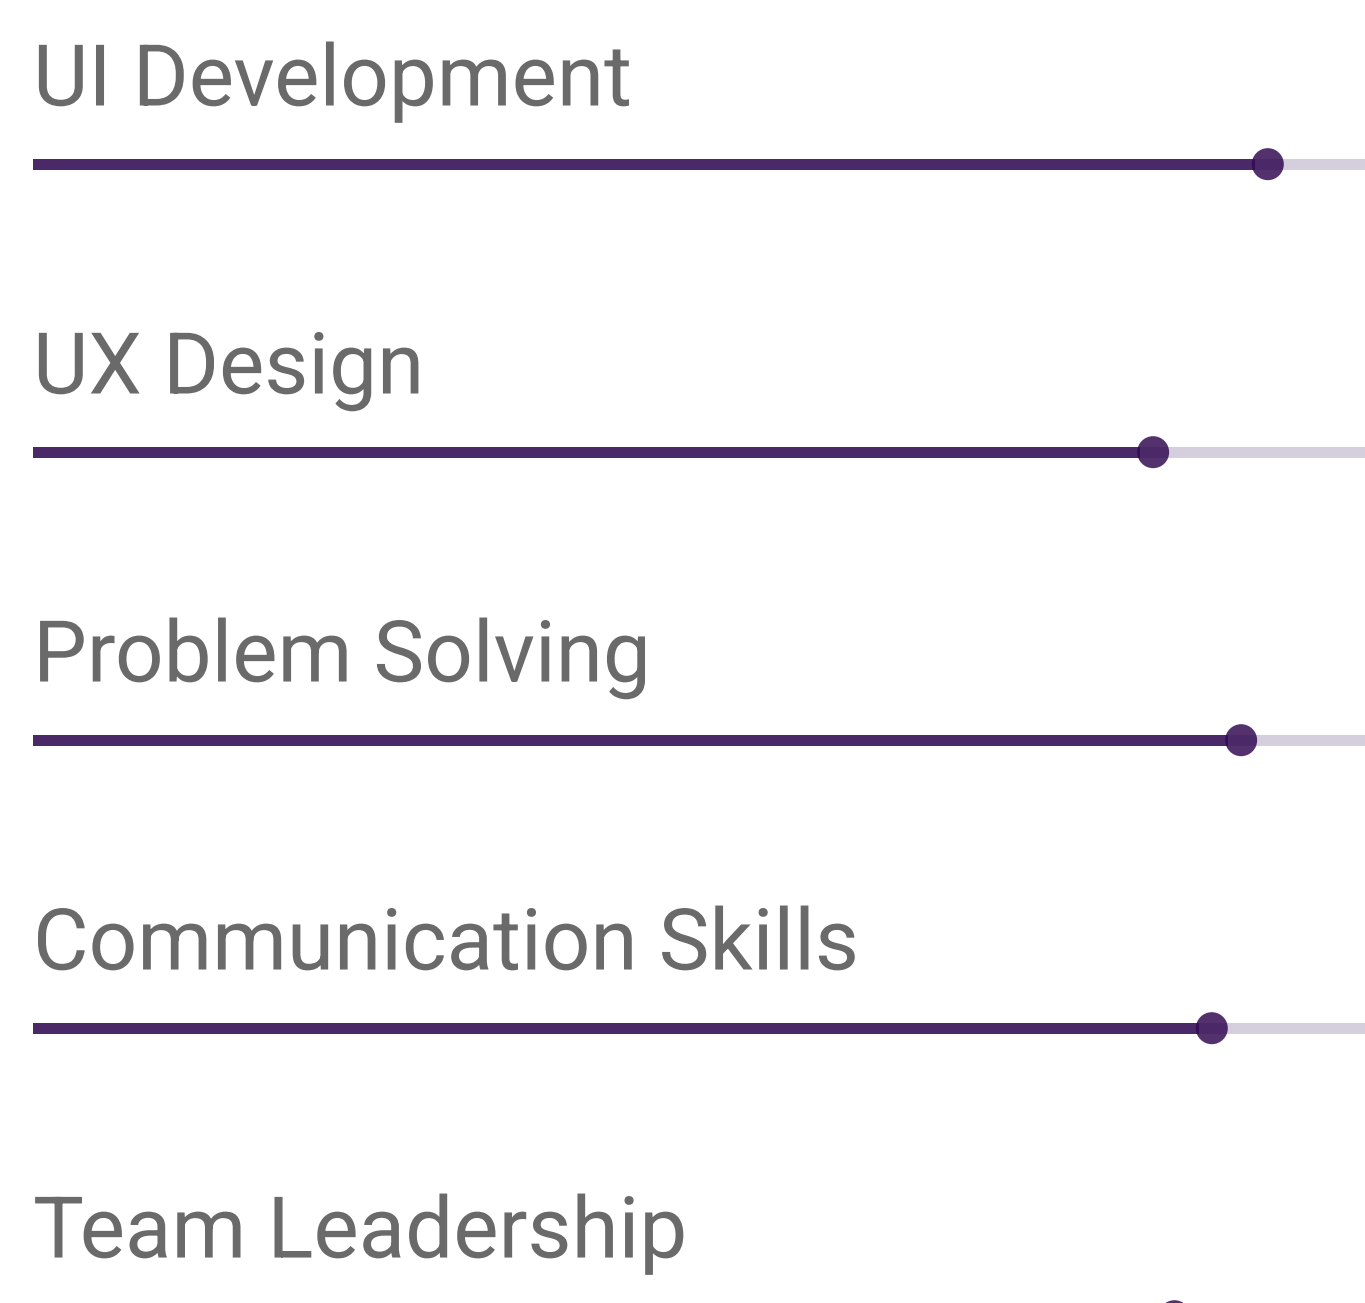 UI Development
UX Design
Problem Solving
Communication Skills
Team Leadership